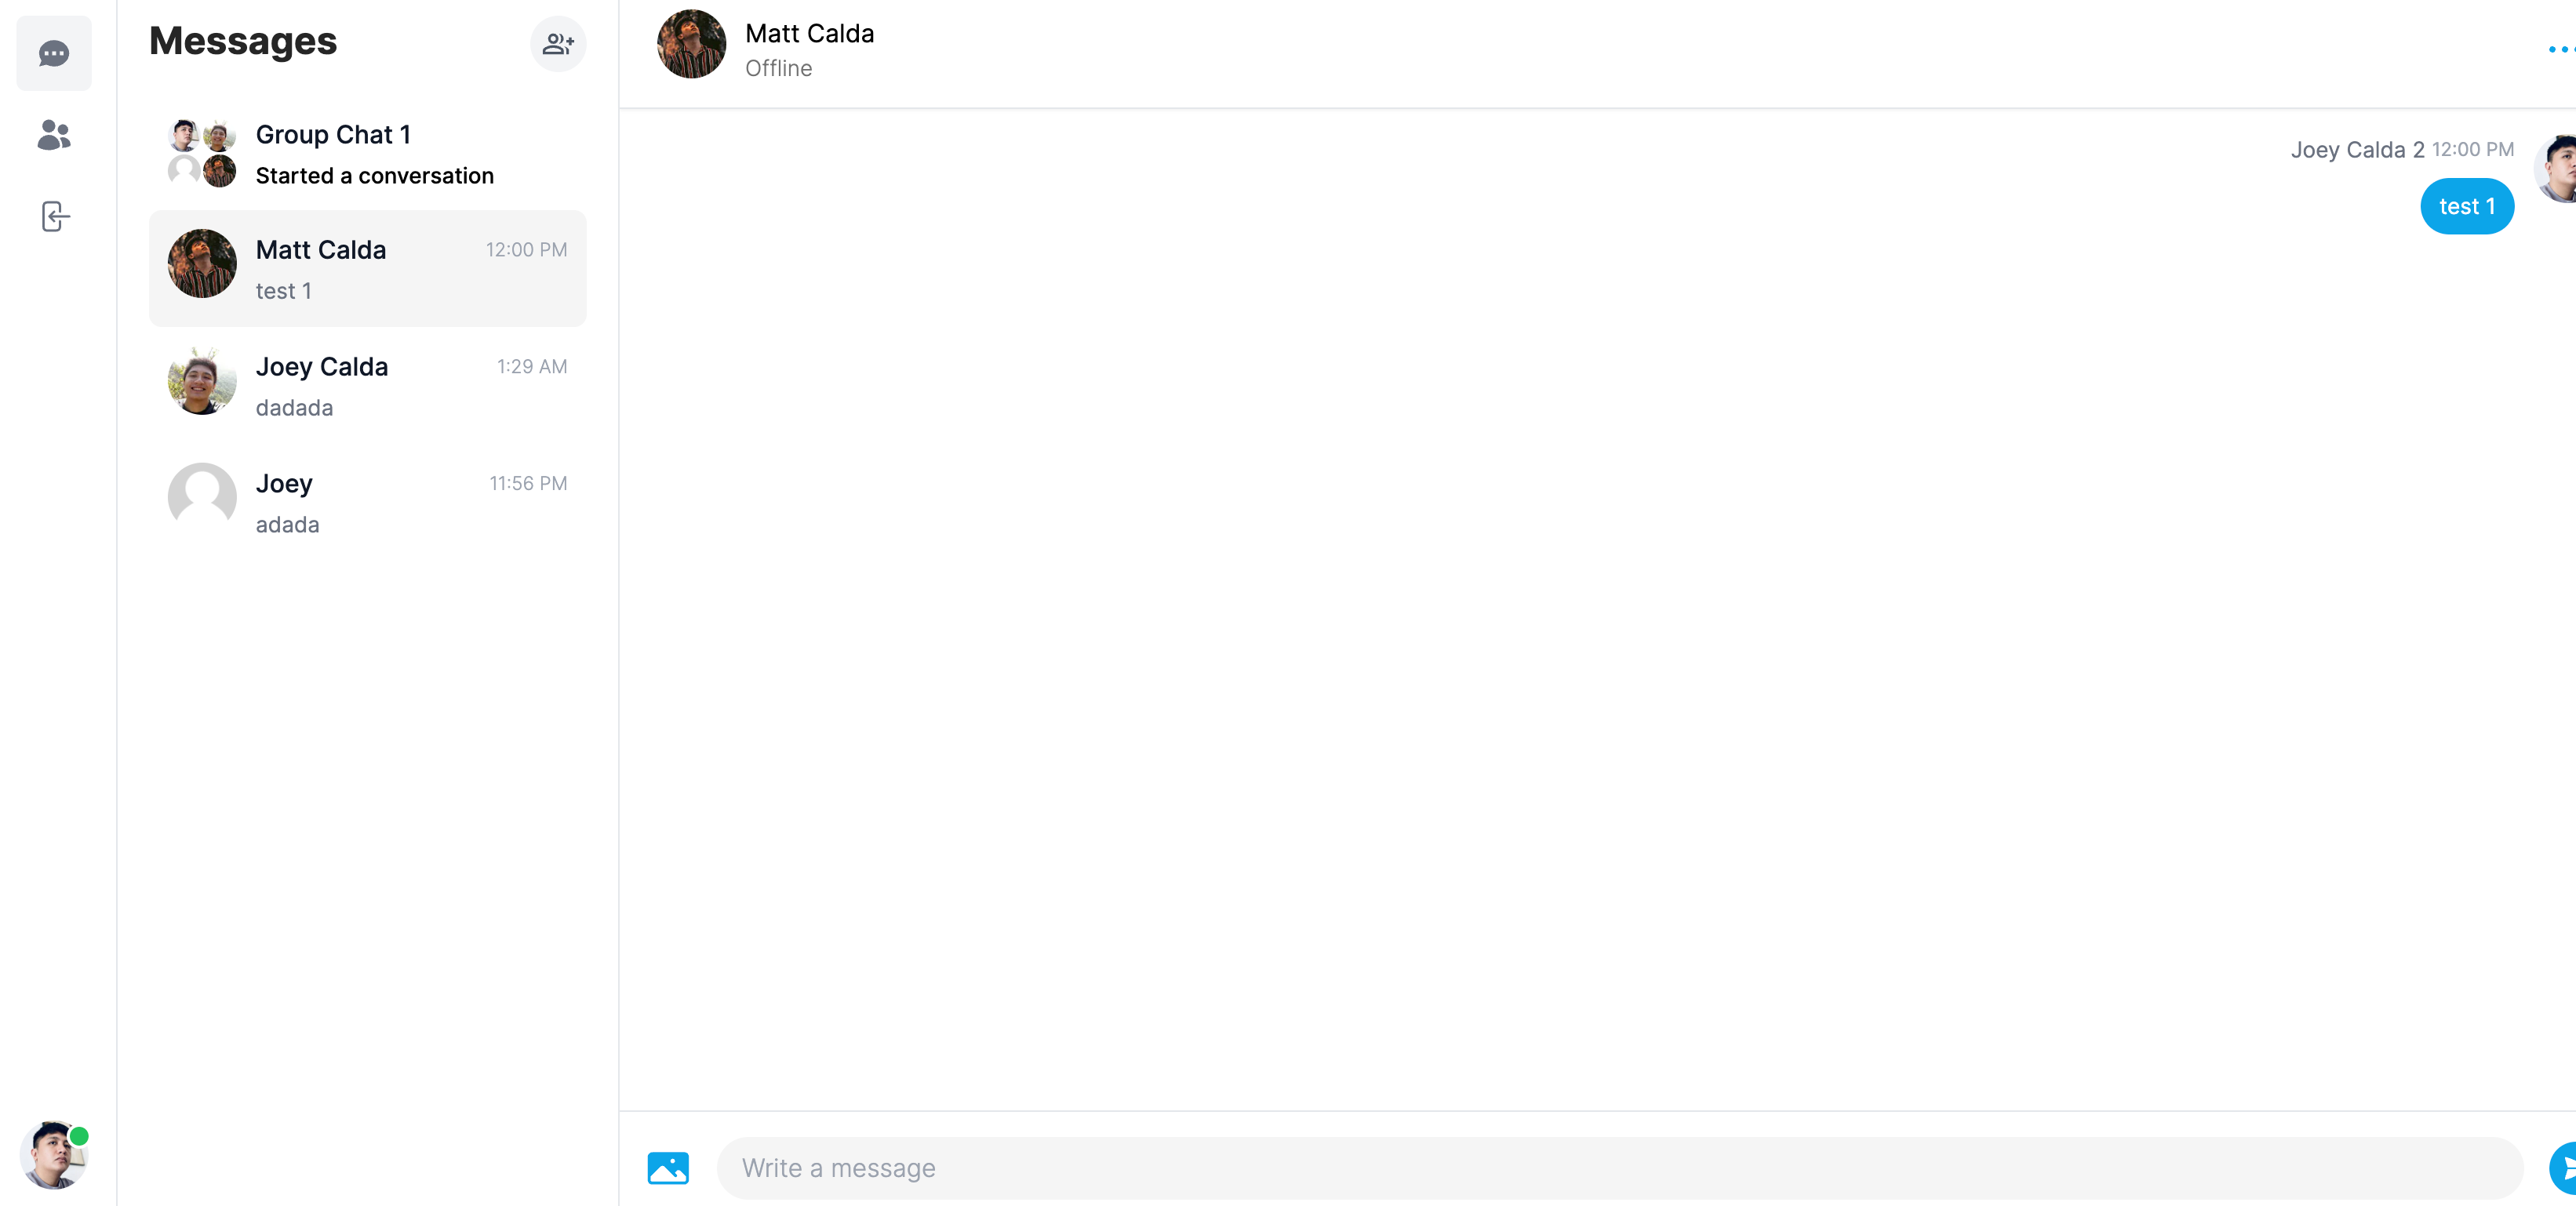 Messages
Group Chat 1
Started a conversation
Matt Calda 12:00 PM
test 1
Joey Calda 1:29 AM
dadada
Joey 11:56 PM
adada
Matt Calda
Offline
Joey Calda 2 12:00 PM
test 1
Write a message